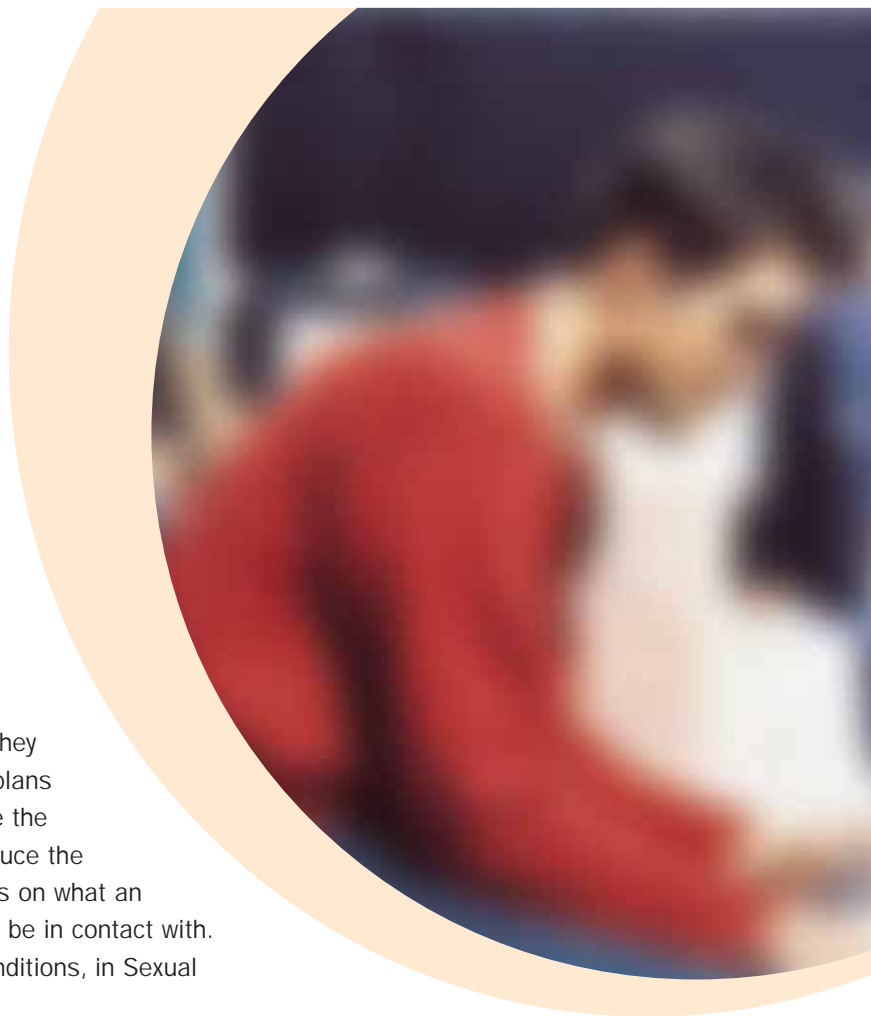 hey
plans
e the
uce the
s on what an
be in contact with.
nditions, in Sexual